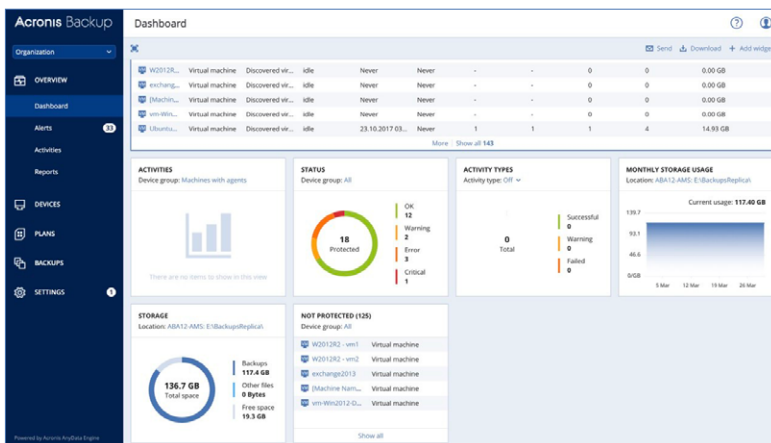 Acronis Backup
Dashboard
Organization
Send Download + Add widge
OVERVIEW
Dashboard
Alerts 33
Activities
Reports
DEVICES
PLANS
BACKUPS
SETTINGS 1
Powered by Acronis AnyData Engine
W2012R... Virtual machine Discovered vir... idle Never Never - - 0 0 0.00 GB
exchang... Virtual machine Discovered vir... idle Never Never - - 0 0 0.00 GB
[Machin... Virtual machine Discovered vir... idle Never Never - - 0 0 0.00 GB
vm-Win... Virtual machine Discovered vir... idle Never Never - - 0 0 0.00 GB
Ubuntu... Virtual machine Discovered vir... idle 23.10.2017 03... Never 1 1 1 4 14.93 GB
More Show all 143
ACTIVITIES
Device group: Machines with agents
There are no items to show in this view
STATUS
Device group: All
18
Protected
OK
12
Warning
2
Error
3
Critical
1
ACTIVITY TYPES
Activity type: Off
0
Total
Successful
0
Warning
0
Failed
0
MONTHLY STORAGE USAGE
Location: ABA12-AMS: E:\BackupsReplica\
Current usage: 117.40 GB
139.7
93.1
46.6
0/GB
5 Mar 12 Mar 19 Mar 26 Mar
STORAGE
Location: ABA12-AMS: E:\BackupsReplica\
136.7 GB
Total space
Backups
117.4 GB
Other files
0 Bytes
Free space
19.3 GB
NOT PROTECTED (125)
Device group: All
W2012R2 - vm1 Virtual machine
W2012R2 - vm2 Virtual machine
exchange2013 Virtual machine
[Machine Nam... Virtual machine
vm-Win2012-D... Virtual machine
Show all